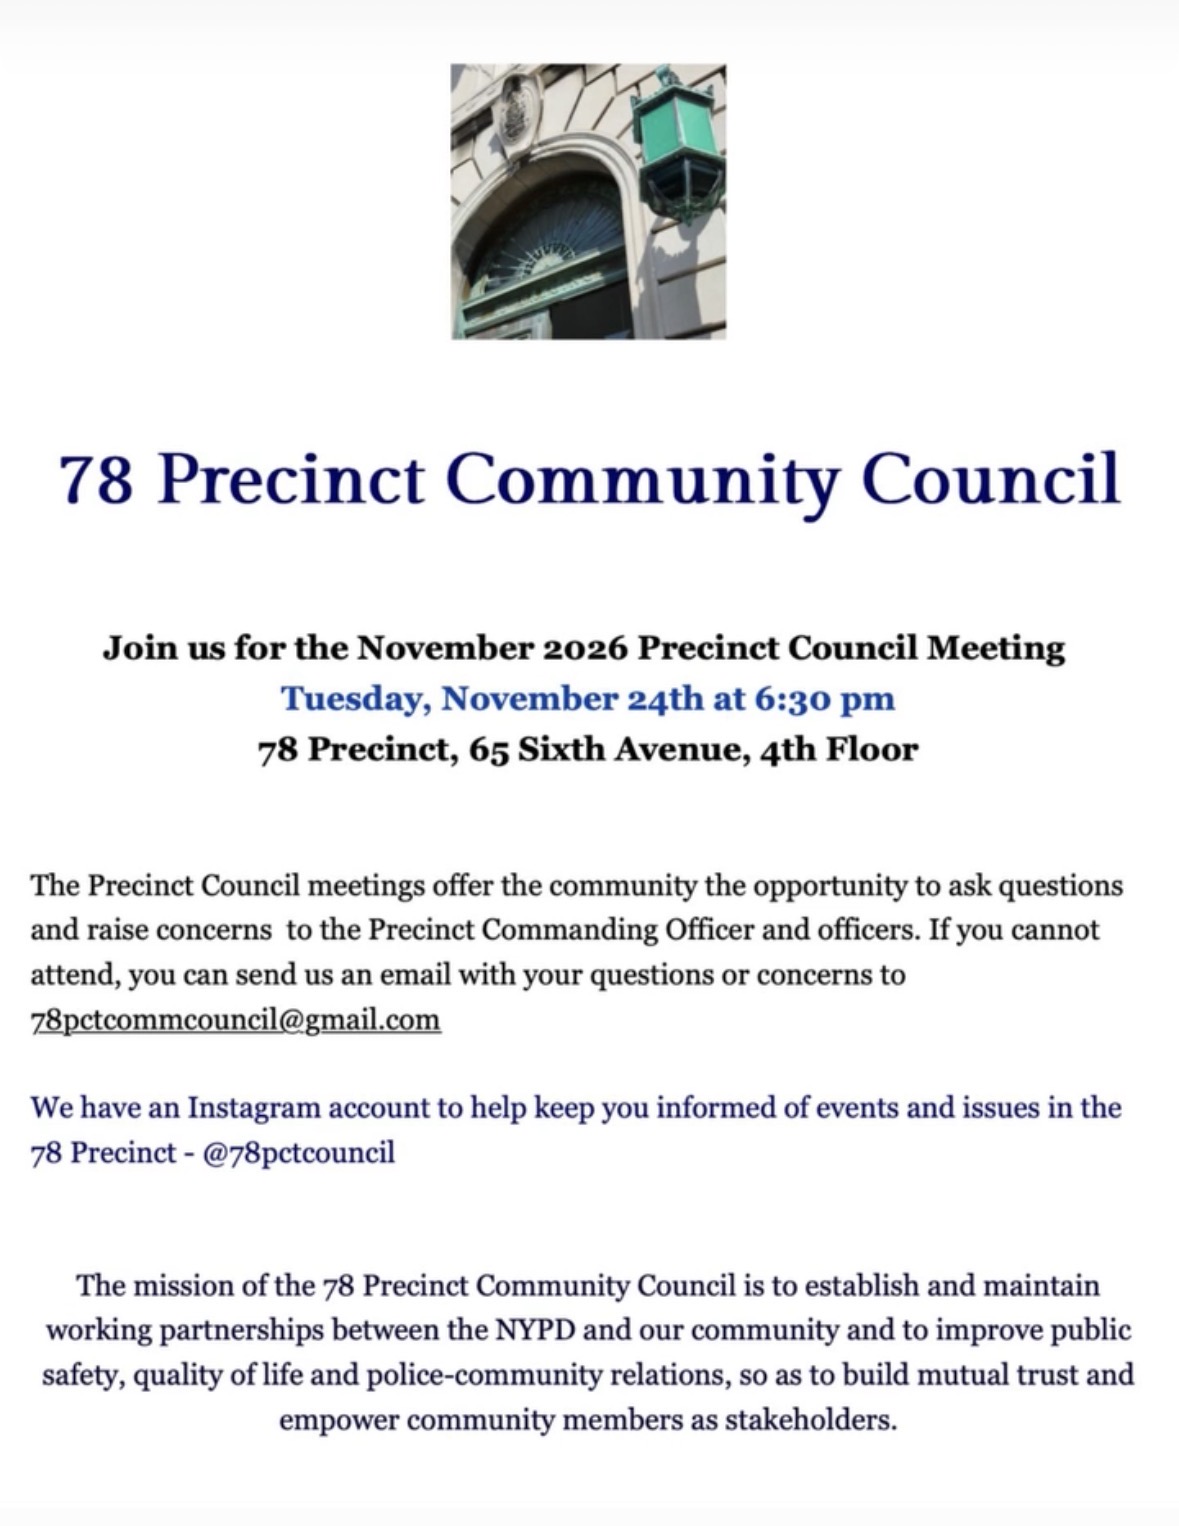 78 Precinct Community Council
Join us for the November 2026 Precinct Council Meeting
Tuesday, November 24th at 6:30 pm
78 Precinct, 65 Sixth Avenue, 4th Floor
The Precinct Council meetings offer the community the opportunity to ask questions
and raise concerns  to the Precinct Commanding Officer and officers. If you cannot
attend, you can send us an email with your questions or concerns to
78pctcommcouncil@gmail.com
We have an Instagram account to help keep you informed of events and issues in the
78 Precinct - @78pctcouncil
The mission of the 78 Precinct Community Council is to establish and maintain
working partnerships between the NYPD and our community and to improve public
safety, quality of life and police-community relations, so as to build mutual trust and
empower community members as stakeholders.